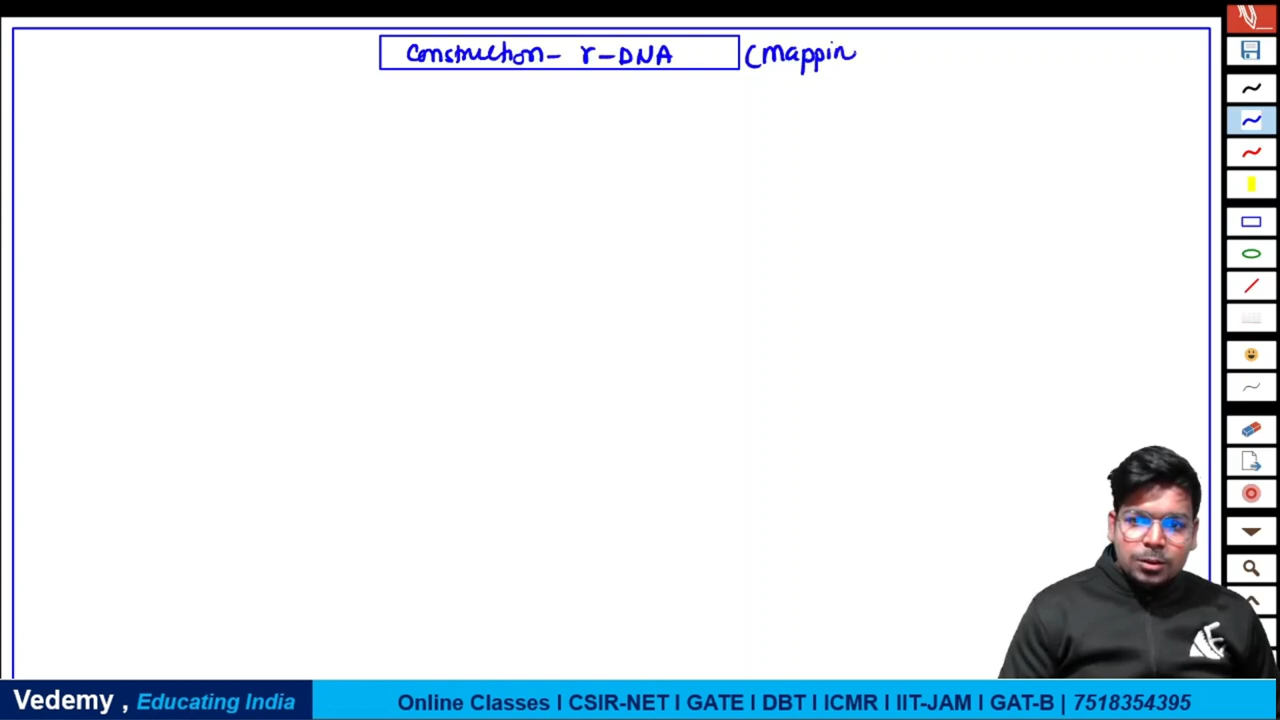 Construction - r-DNA (Mappin
Vedemy , Educating India
Online Classes I CSIR-NET I GATE I DBT I ICMR I IIT-JAM I GAT-B | 7518354395